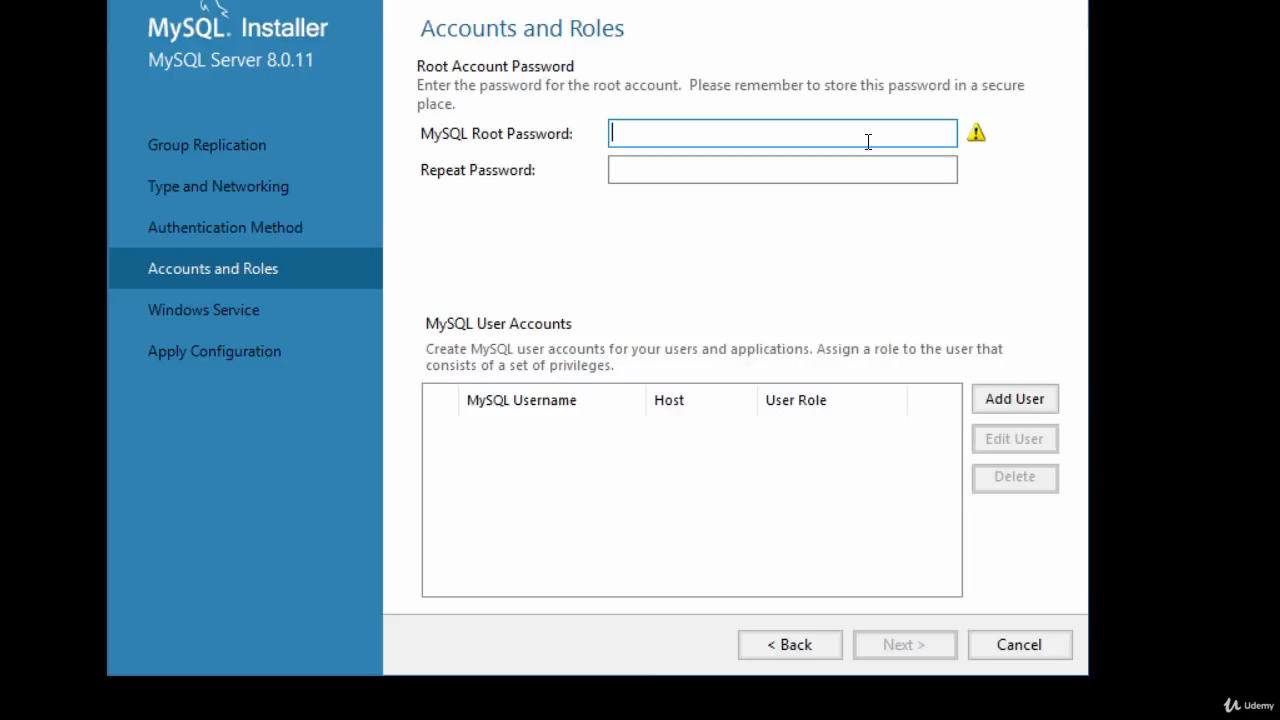 MySQL. Installer
MySQL Server 8.0.11
Group Replication
Type and Networking
Authentication Method
Accounts and Roles
Windows Service
Apply Configuration
Accounts and Roles
Root Account Password
Enter the password for the root account. Please remember to store this password in a secure
place.
MySQL Root Password:
Repeat Password:
MySQL User Accounts
Create MySQL user accounts for your users and applications. Assign a role to the user that
consists of a set of privileges.
MySQL Username Host User Role
Add User
Edit User
Delete
< Back Next > Cancel
Udemy